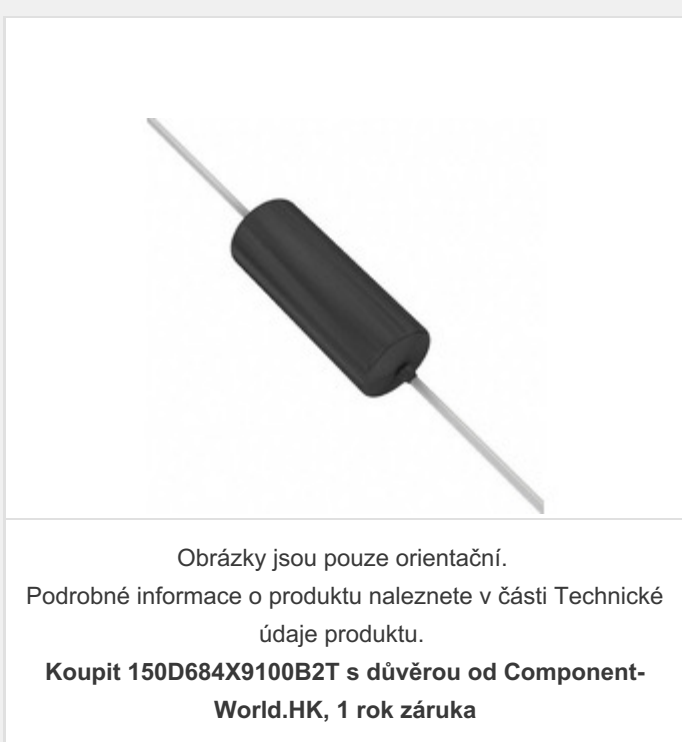 Obrázky jsou pouze orientační.
Podrobné informace o produktu naleznete v části Technické
údaje produktu.
Koupit 150D684X9100B2T s důvěrou od Component-
World.HK, 1 rok záruka